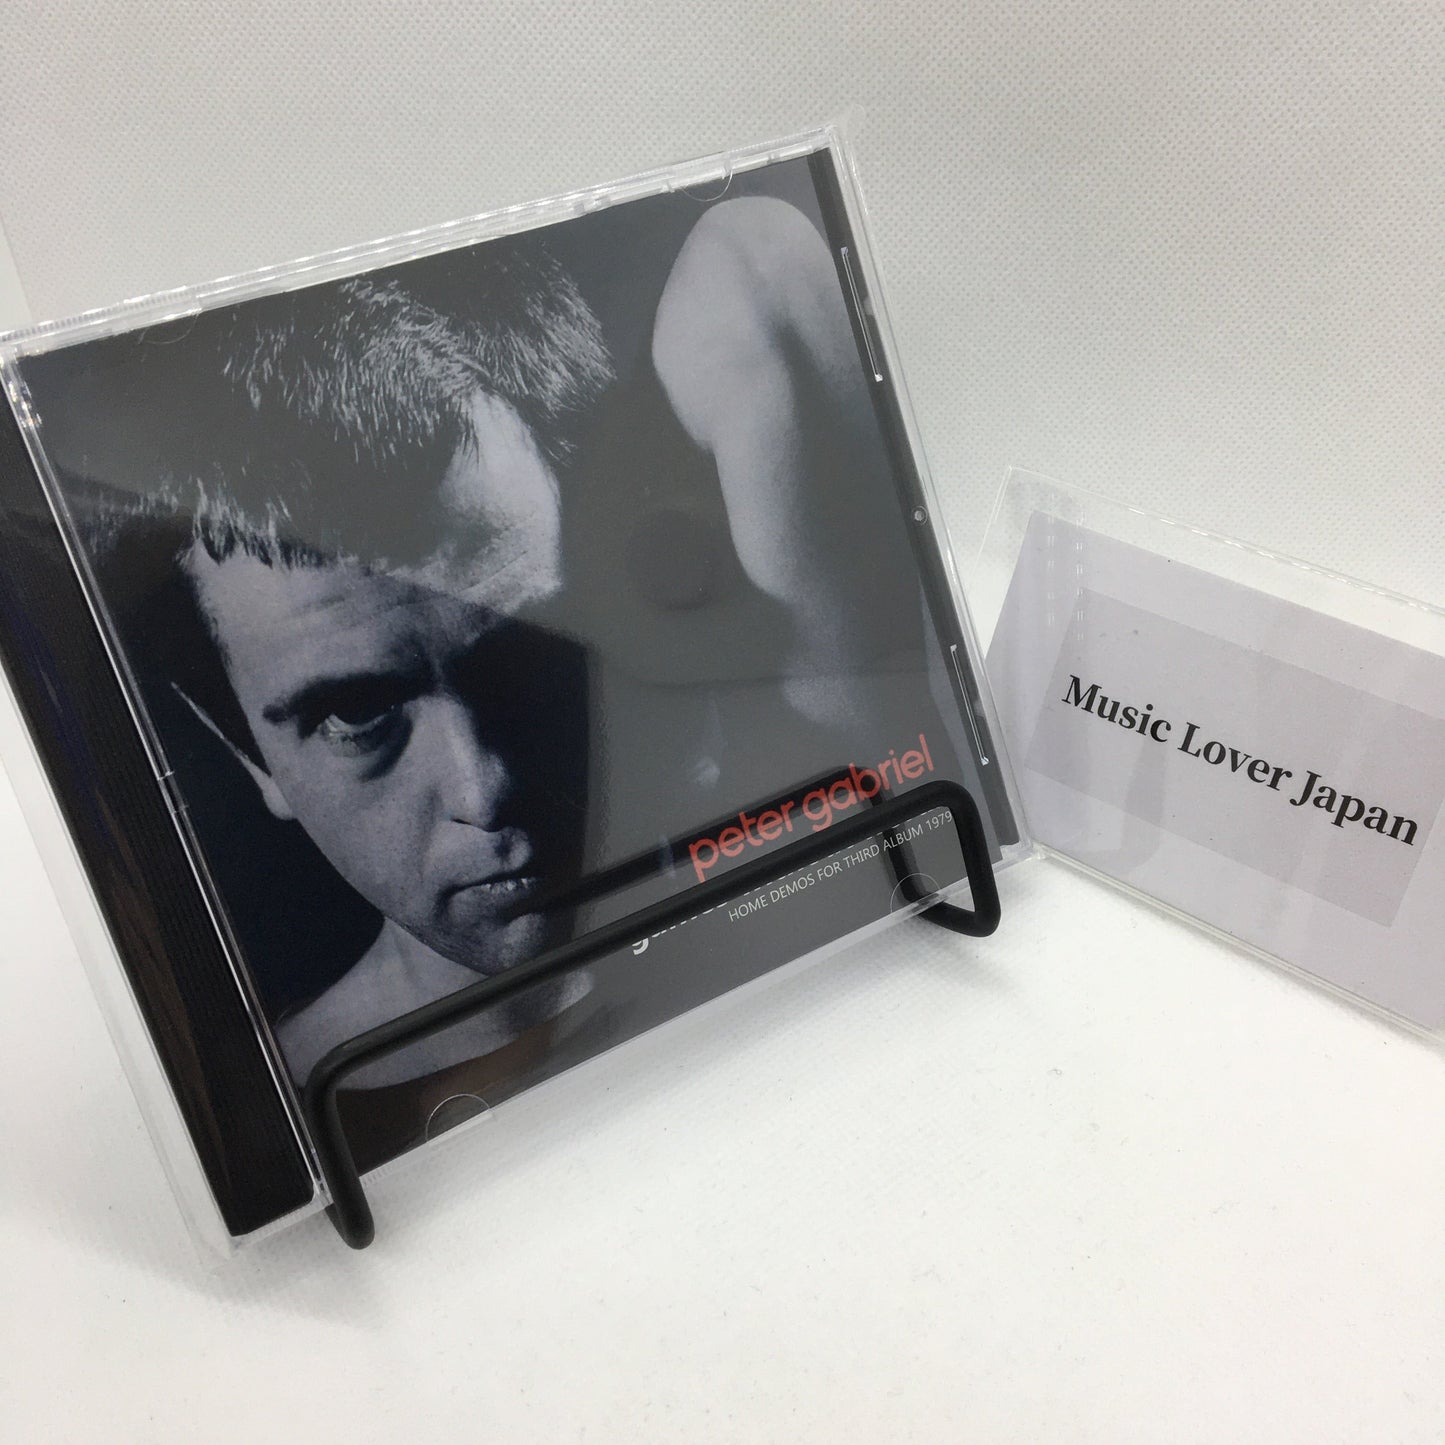 peter gabriel
HOME DEMOS FOR THIRD ALBUM 1979
Music Lover Japan